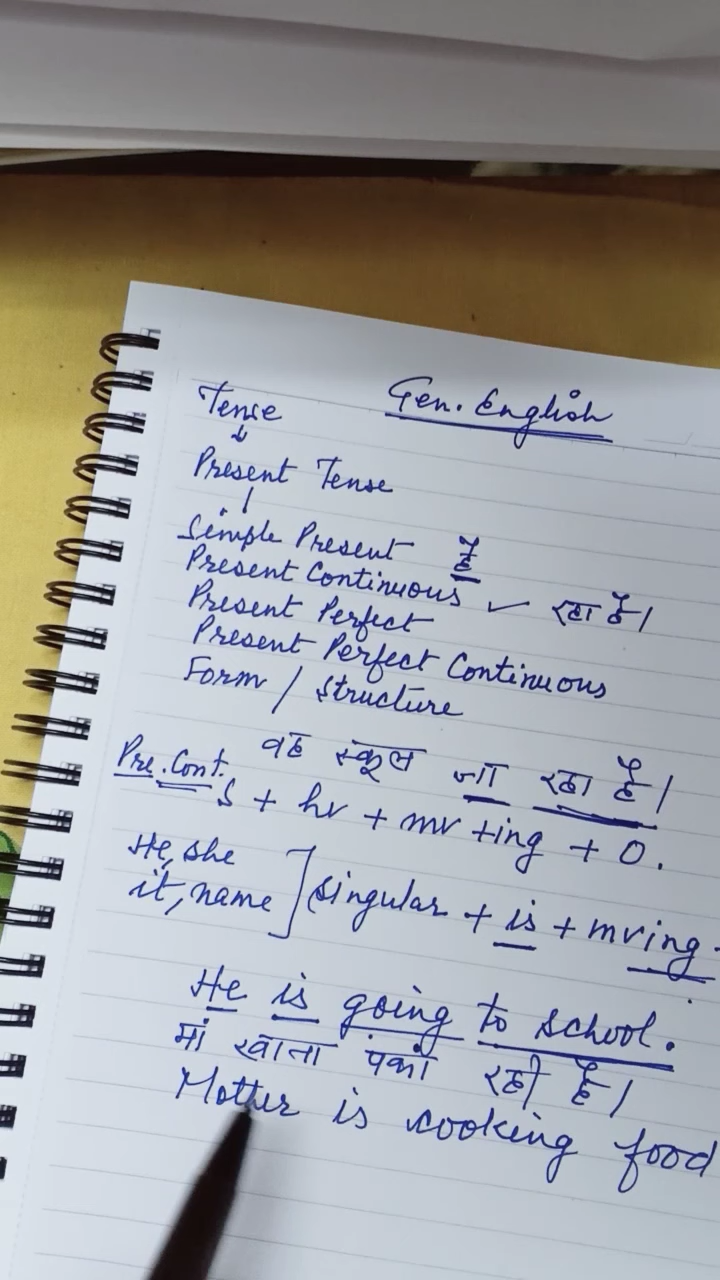 Gen. English
Tense
Present Tense
Simple Present है
Present Continuous ✓ रहा है।
Present Perfect
Present Perfect Continuous
Form / Structure
वह स्कूल जा रहा है।
Pre. Cont. S + hv + mv + ing + O.
He, she
it, name ] (singular + is + mving.
He is going to school.
मां खाना पका रही है।
Mother is cooking food